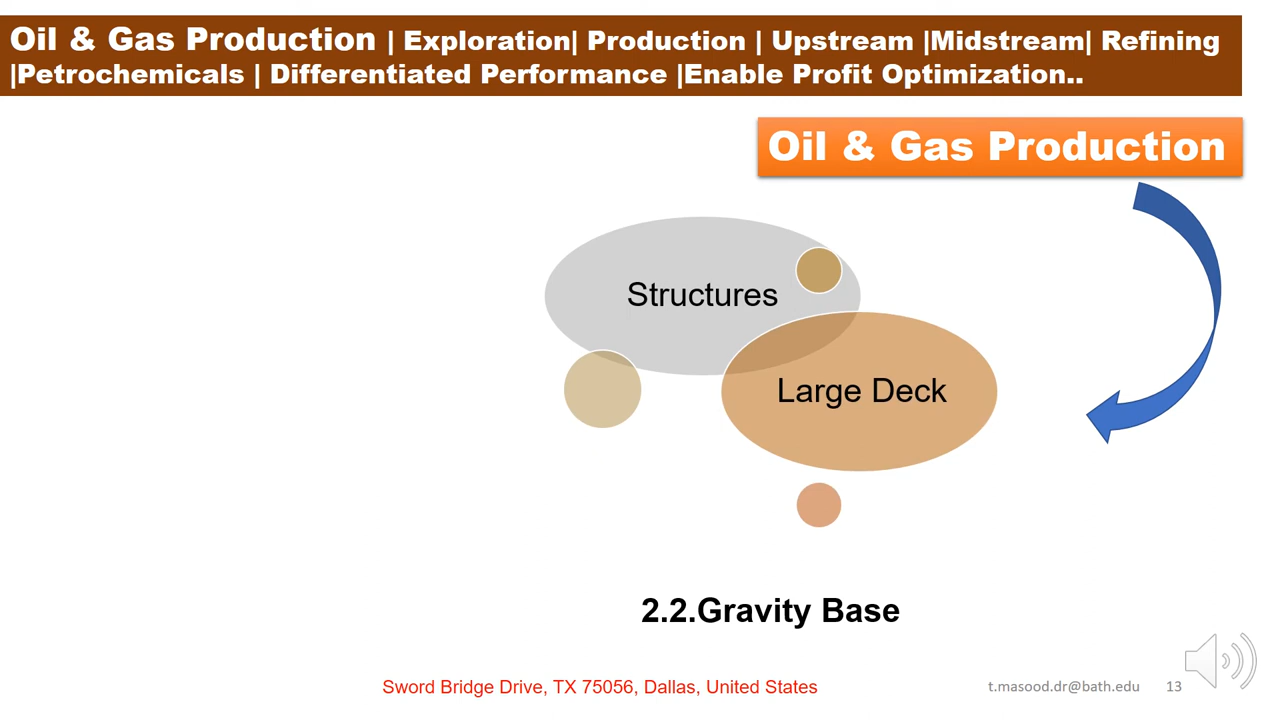 Oil & Gas Production | Exploration| Production | Upstream |Midstream| Refining
|Petrochemicals | Differentiated Performance |Enable Profit Optimization..
Oil & Gas Production
Structures
Large Deck
2.2.Gravity Base
Sword Bridge Drive, TX 75056, Dallas, United States
t.masood.dr@bath.edu
13